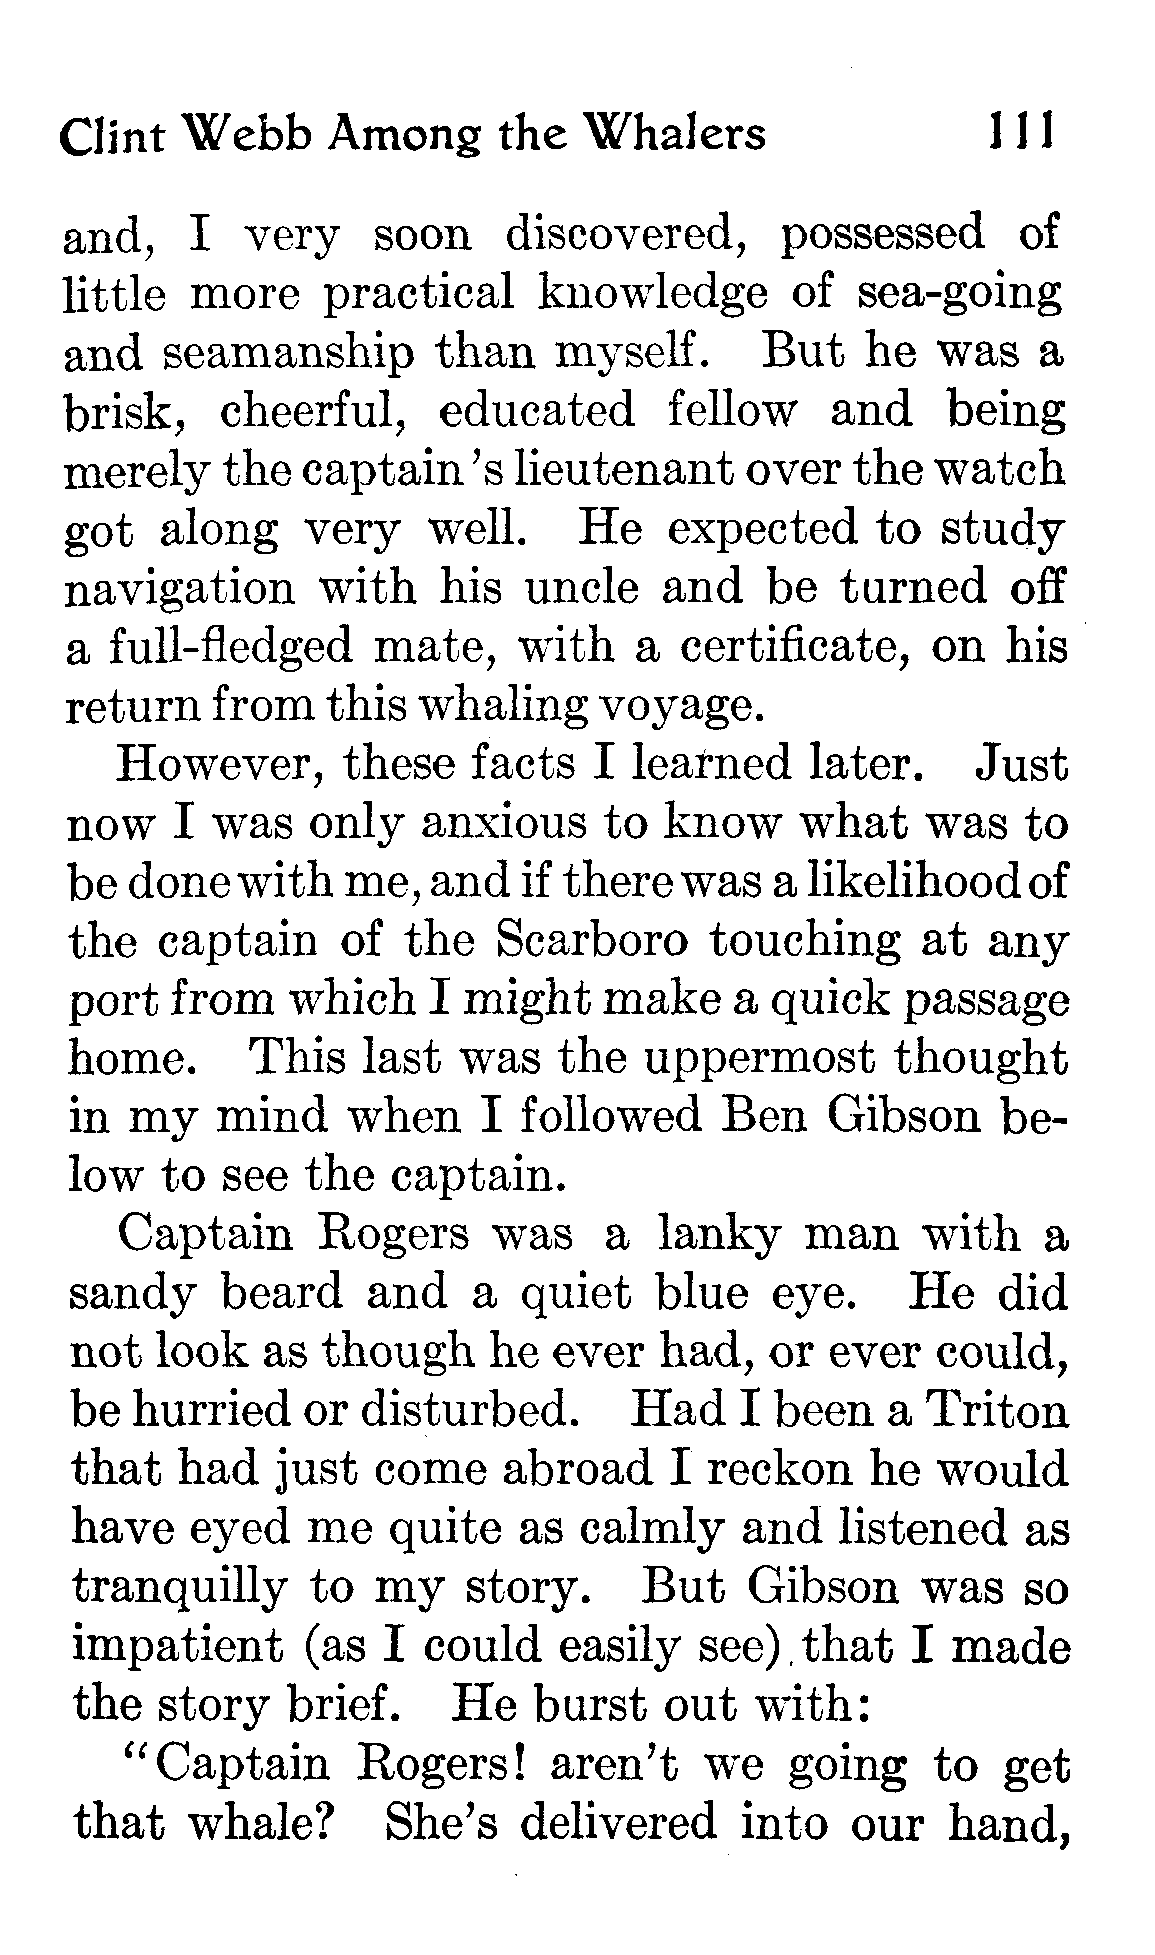 Clint Webb Among the Whalers 111
and, I very soon discovered, possessed of
little more practical knowledge of sea-going
and seamanship than myself. But he was a
brisk, cheerful, educated fellow and being
merely the captain's lieutenant over the watch
got along very well. He expected to study
navigation with his uncle and be turned off
a full-fledged mate, with a certificate, on his
return from this whaling voyage.
However, these facts I learned later. Just
now I was only anxious to know what was to
be done with me, and if there was a likelihood of
the captain of the Scarboro touching at any
port from which I might make a quick passage
home. This last was the uppermost thought
in my mind when I followed Ben Gibson be-
low to see the captain.
Captain Rogers was a lanky man with a
sandy beard and a quiet blue eye. He did
not look as though he ever had, or ever could,
be hurried or disturbed. Had I been a Triton
that had just come abroad I reckon he would
have eyed me quite as calmly and listened as
tranquilly to my story. But Gibson was so
impatient (as I could easily see) that I made
the story brief. He burst out with:
"Captain Rogers! aren't we going to get
that whale? She's delivered into our hand,